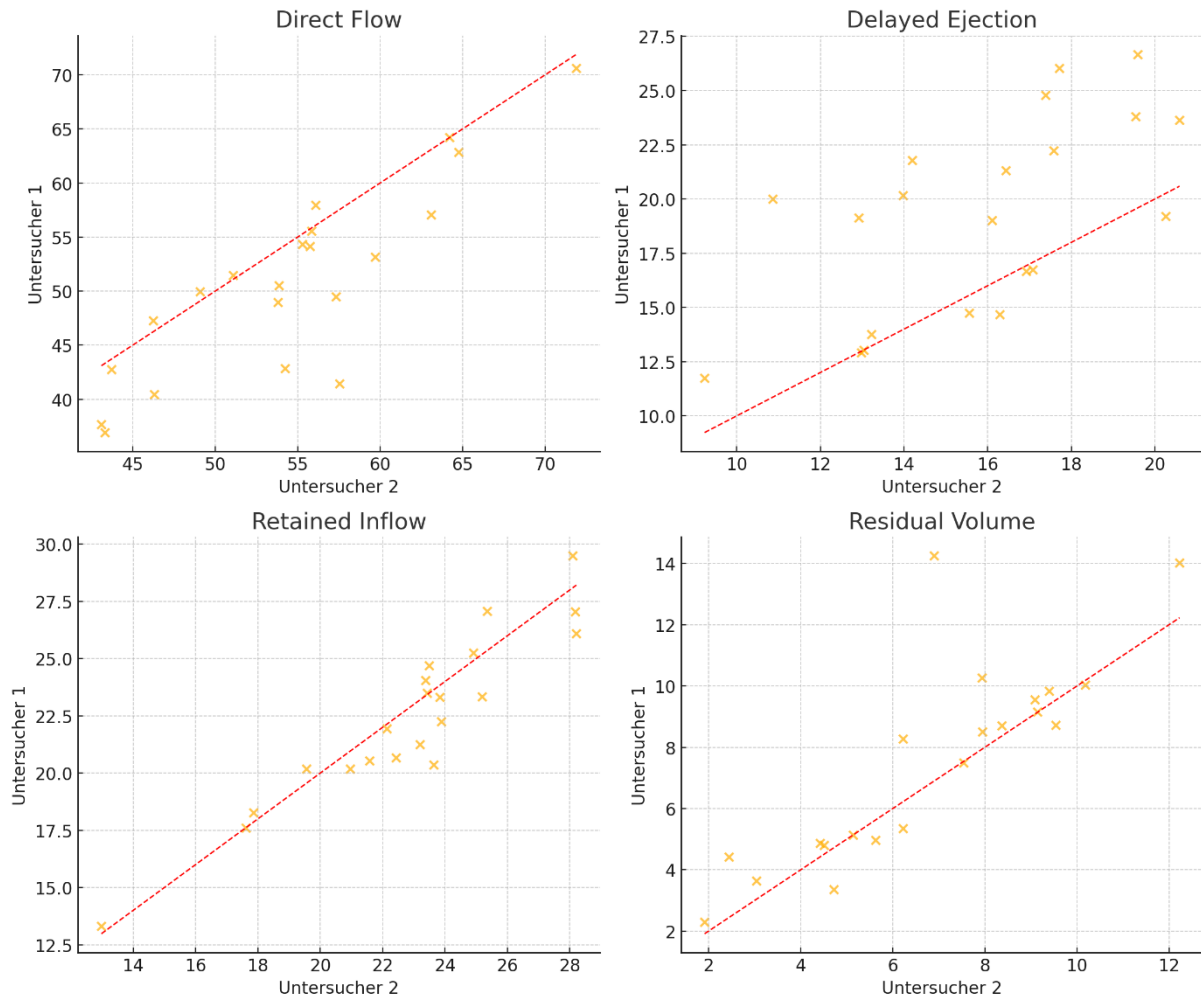 Direct Flow
70
65
60
55
50
45
40
45 50 55 60 65 70
Untersucher 2
Untersucher 1
Delayed Ejection
27.5
25.0
22.5
20.0
17.5
15.0
12.5
10.0
10 12 14 16 18 20
Untersucher 2
Untersucher 1
Retained Inflow
30.0
27.5
25.0
22.5
20.0
17.5
15.0
12.5
14 16 18 20 22 24 26 28
Untersucher 2
Untersucher 1
Residual Volume
14
12
10
8
6
4
2
2 4 6 8 10 12
Untersucher 2
Untersucher 1